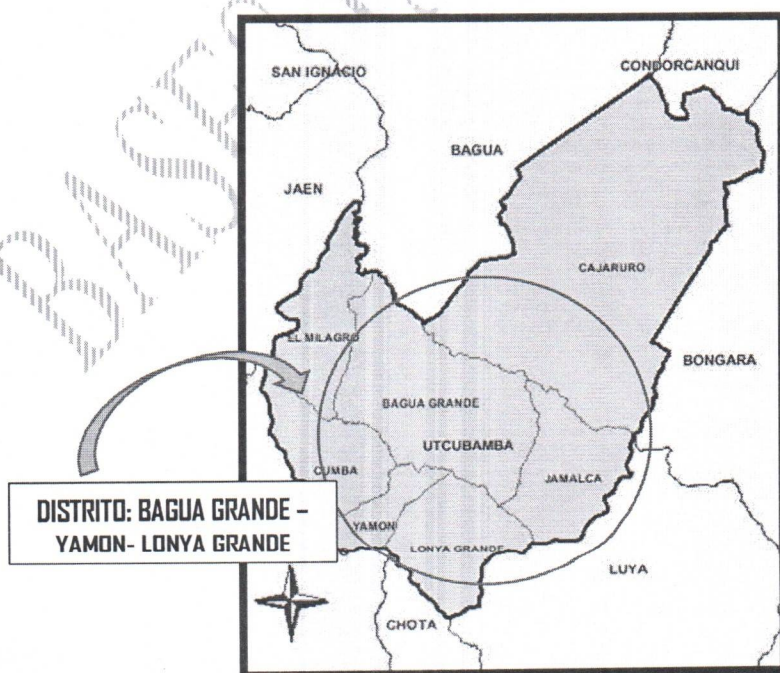 SAN IGNACIO
CONDORCANQUI
BAGUA
JAEN
CAJARURO
EL MILAGRO
BONGARA
BAGUA GRANDE
UTCUBAMBA
CUMBA
JAMALCA
DISTRITO: BAGUA GRANDE –
YAMON- LONYA GRANDE
YAMON
LONYA GRANDE
LUYA
CHOTA